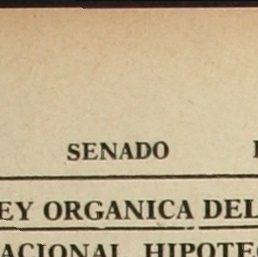 SENADO
EY ORGANICA DEL
ACIONAL HIPOTE